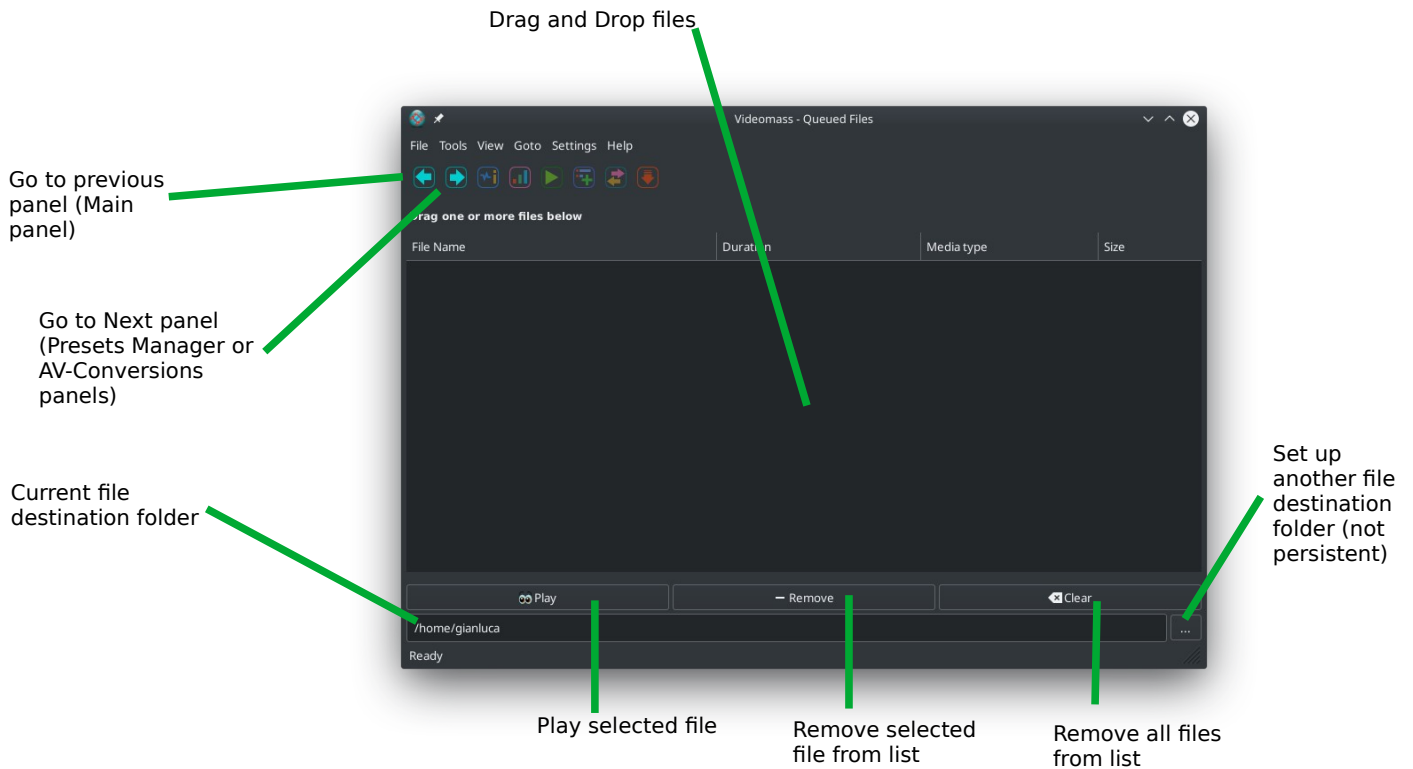 Drag and Drop files
Videomass - Queued Files
File Tools View Goto Settings Help
Go to previous
panel (Main
panel)
Drag one or more files below
File Name Duration Media type Size
Go to Next panel
(Presets Manager or
AV-Conversions
panels)
Set up
another file
destination
folder (not
persistent)
Current file
destination folder
Play Remove Clear
/home/gianluca ...
Ready
Play selected file
Remove selected
file from list
Remove all files
from list